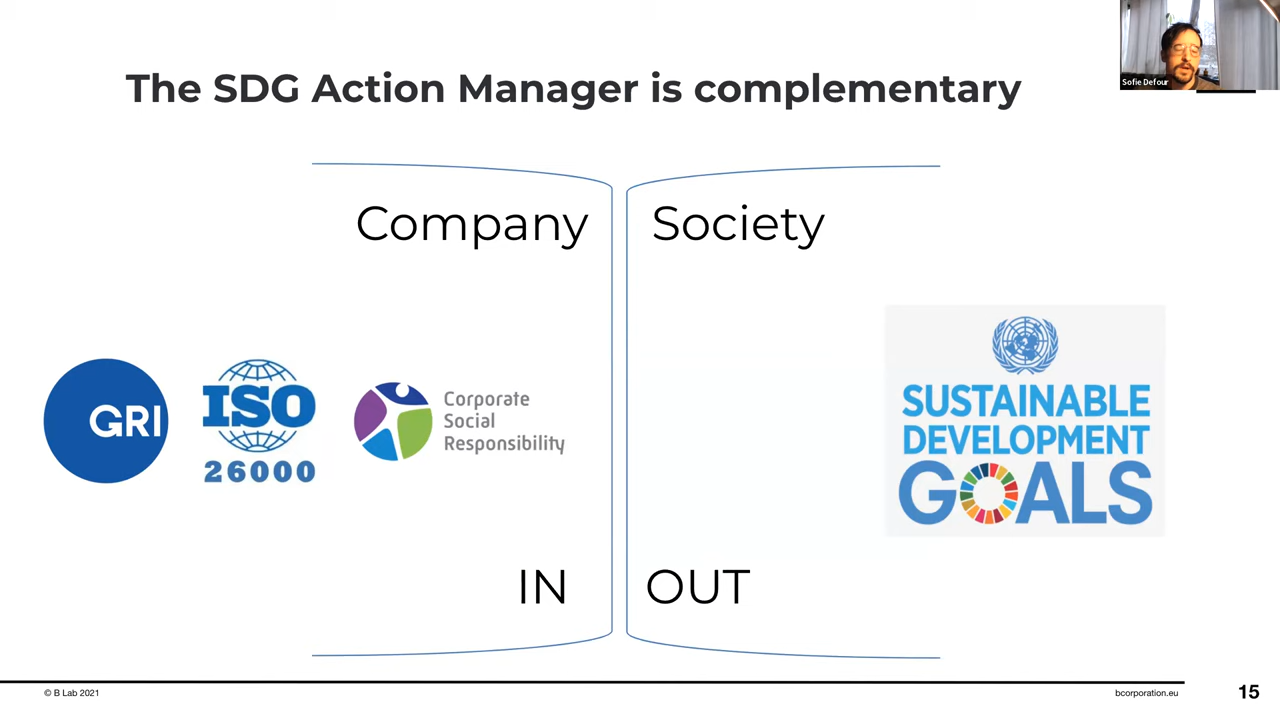 Sofie Defour
The SDG Action Manager is complementary
Company
Society
GRI
ISO
26000
Corporate
Social
Responsibility
SUSTAINABLE
DEVELOPMENT
GOALS
IN
OUT
© B Lab 2021
bcorporation.eu
15